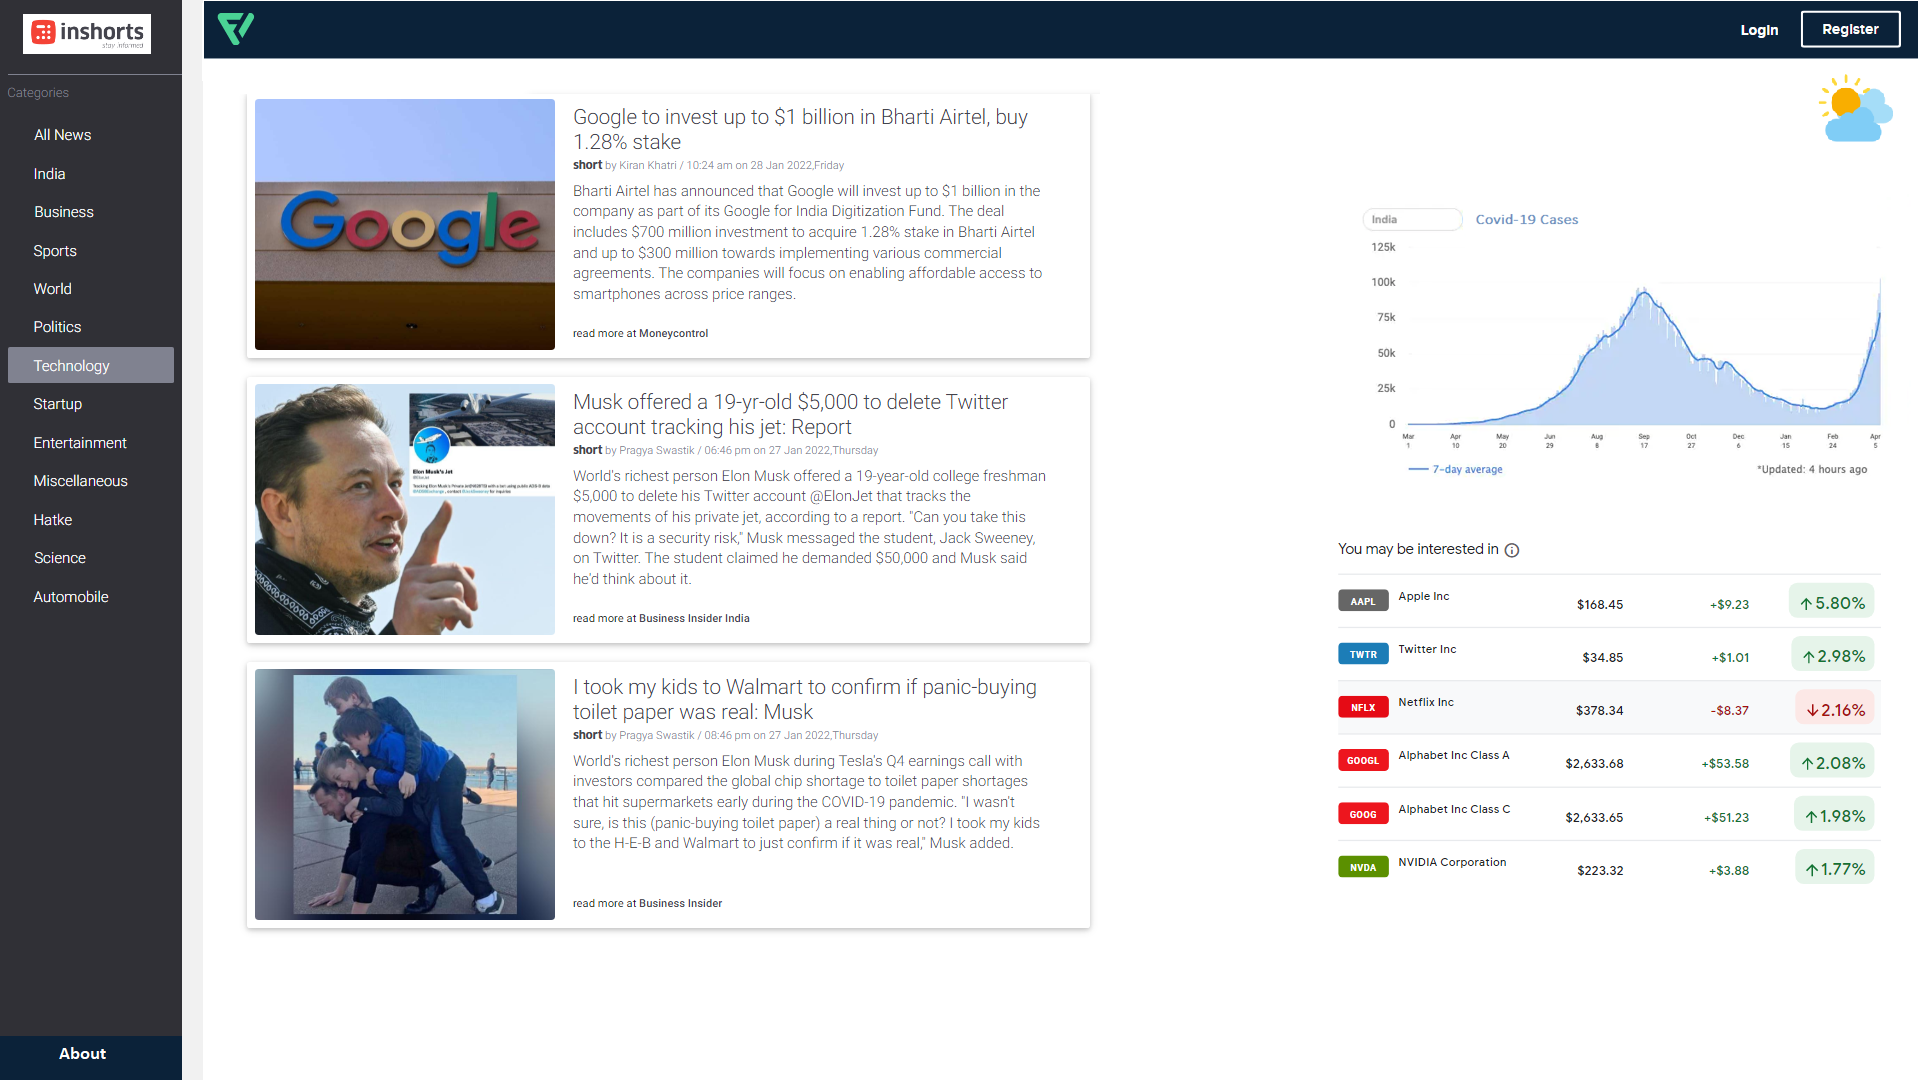 inshorts
stay informed
Categories
All News
India
Business
Sports
World
Politics
Technology
Startup
Entertainment
Miscellaneous
Hatke
Science
Automobile
About
Login
Register
Google
Google to invest up to $1 billion in Bharti Airtel, buy
1.28% stake
short by Kiran Khatri / 10:24 am on 28 Jan 2022,Friday
Bharti Airtel has announced that Google will invest up to $1 billion in the
company as part of its Google for India Digitization Fund. The deal
includes $700 million investment to acquire 1.28% stake in Bharti Airtel
and up to $300 million towards implementing various commercial
agreements. The companies will focus on enabling affordable access to
smartphones across price ranges.
read more at Moneycontrol
Elon Musk's Jet
Musk offered a 19-yr-old $5,000 to delete Twitter
account tracking his jet: Report
short by Pragya Swastik / 06:46 pm on 27 Jan 2022,Thursday
World's richest person Elon Musk offered a 19-year-old college freshman
$5,000 to delete his Twitter account @ElonJet that tracks the
movements of his private jet, according to a report. "Can you take this
down? It is a security risk," Musk messaged the student, Jack Sweeney,
on Twitter. The student claimed he demanded $50,000 and Musk said
he'd think about it.
read more at Business Insider India
I took my kids to Walmart to confirm if panic-buying
toilet paper was real: Musk
short by Pragya Swastik / 08:46 pm on 27 Jan 2022,Thursday
World's richest person Elon Musk during Tesla's Q4 earnings call with
investors compared the global chip shortage to toilet paper shortages
that hit supermarkets early during the COVID-19 pandemic. "I wasn't
sure, is this (panic-buying toilet paper) a real thing or not? I took my kids
to the H-E-B and Walmart to just confirm if it was real," Musk added.
read more at Business Insider
India
Covid-19 Cases
125k
100k
75k
50k
25k
0
Mar 1
Apr 10
May 20
Jun 29
Aug 8
Sep 17
Oct 27
Dec 6
Jan 15
Feb 24
Apr 5
7-day average
*Updated: 4 hours ago
You may be interested in
AAPL Apple Inc $168.45 +$9.23 ↑5.80%
TWTR Twitter Inc $34.85 +$1.01 ↑2.98%
NFLX Netflix Inc $378.34 -$8.37 ↓2.16%
GOOGL Alphabet Inc Class A $2,633.68 +$53.58 ↑2.08%
GOOG Alphabet Inc Class C $2,633.65 +$51.23 ↑1.98%
NVDA NVIDIA Corporation $223.32 +$3.88 ↑1.77%